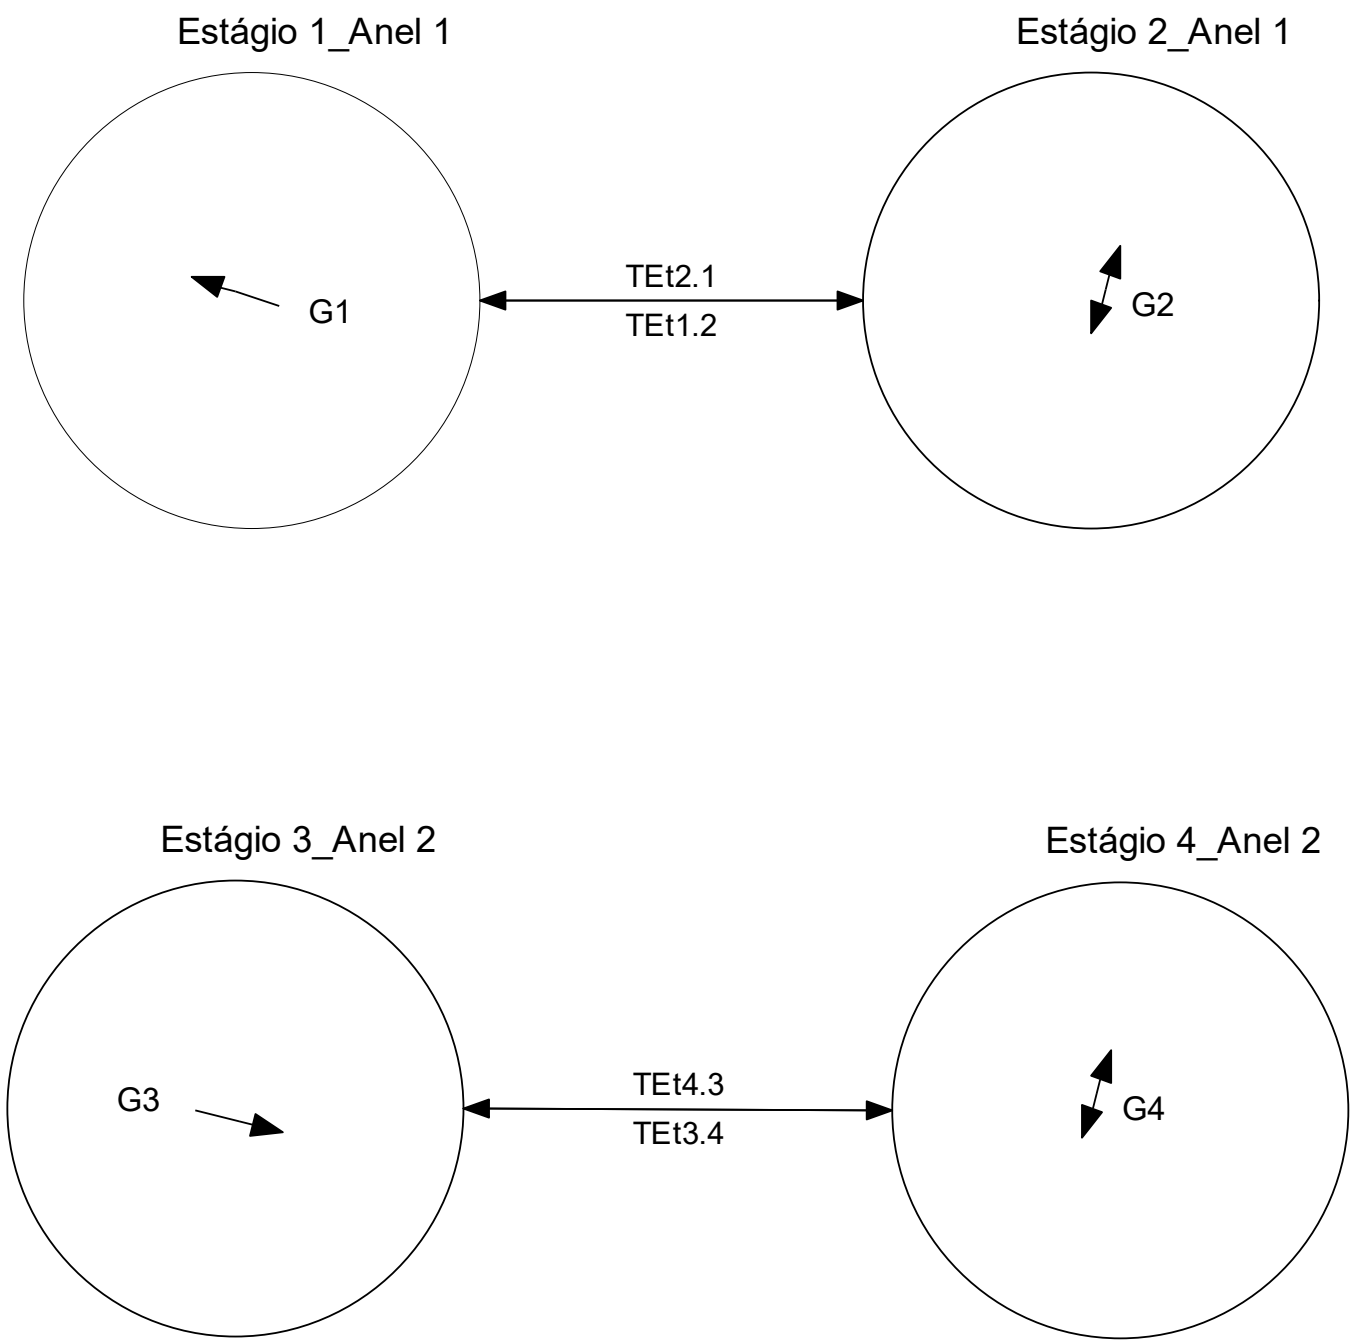 Estágio 1_Anel 1
Estágio 2_Anel 1
G1
TEt2.1
TEt1.2
G2
Estágio 3_Anel 2
Estágio 4_Anel 2
G3
TEt4.3
TEt3.4
G4